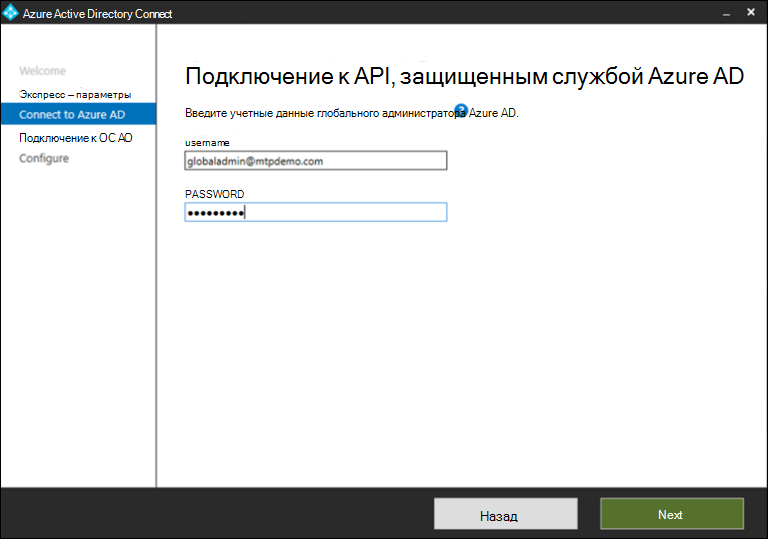 Azure Active Directory Connect
Welcome
Экспресс – параметры
Connect to Azure AD
Подключение к ОС АО
Configure
Подключение к API, защищенным службой Azure AD
Введите учетные данные глобального администратора Azure AD.
?
username
globaladmin@mtpdemo.com
PASSWORD
●●●●●●●●●
Назад
Next